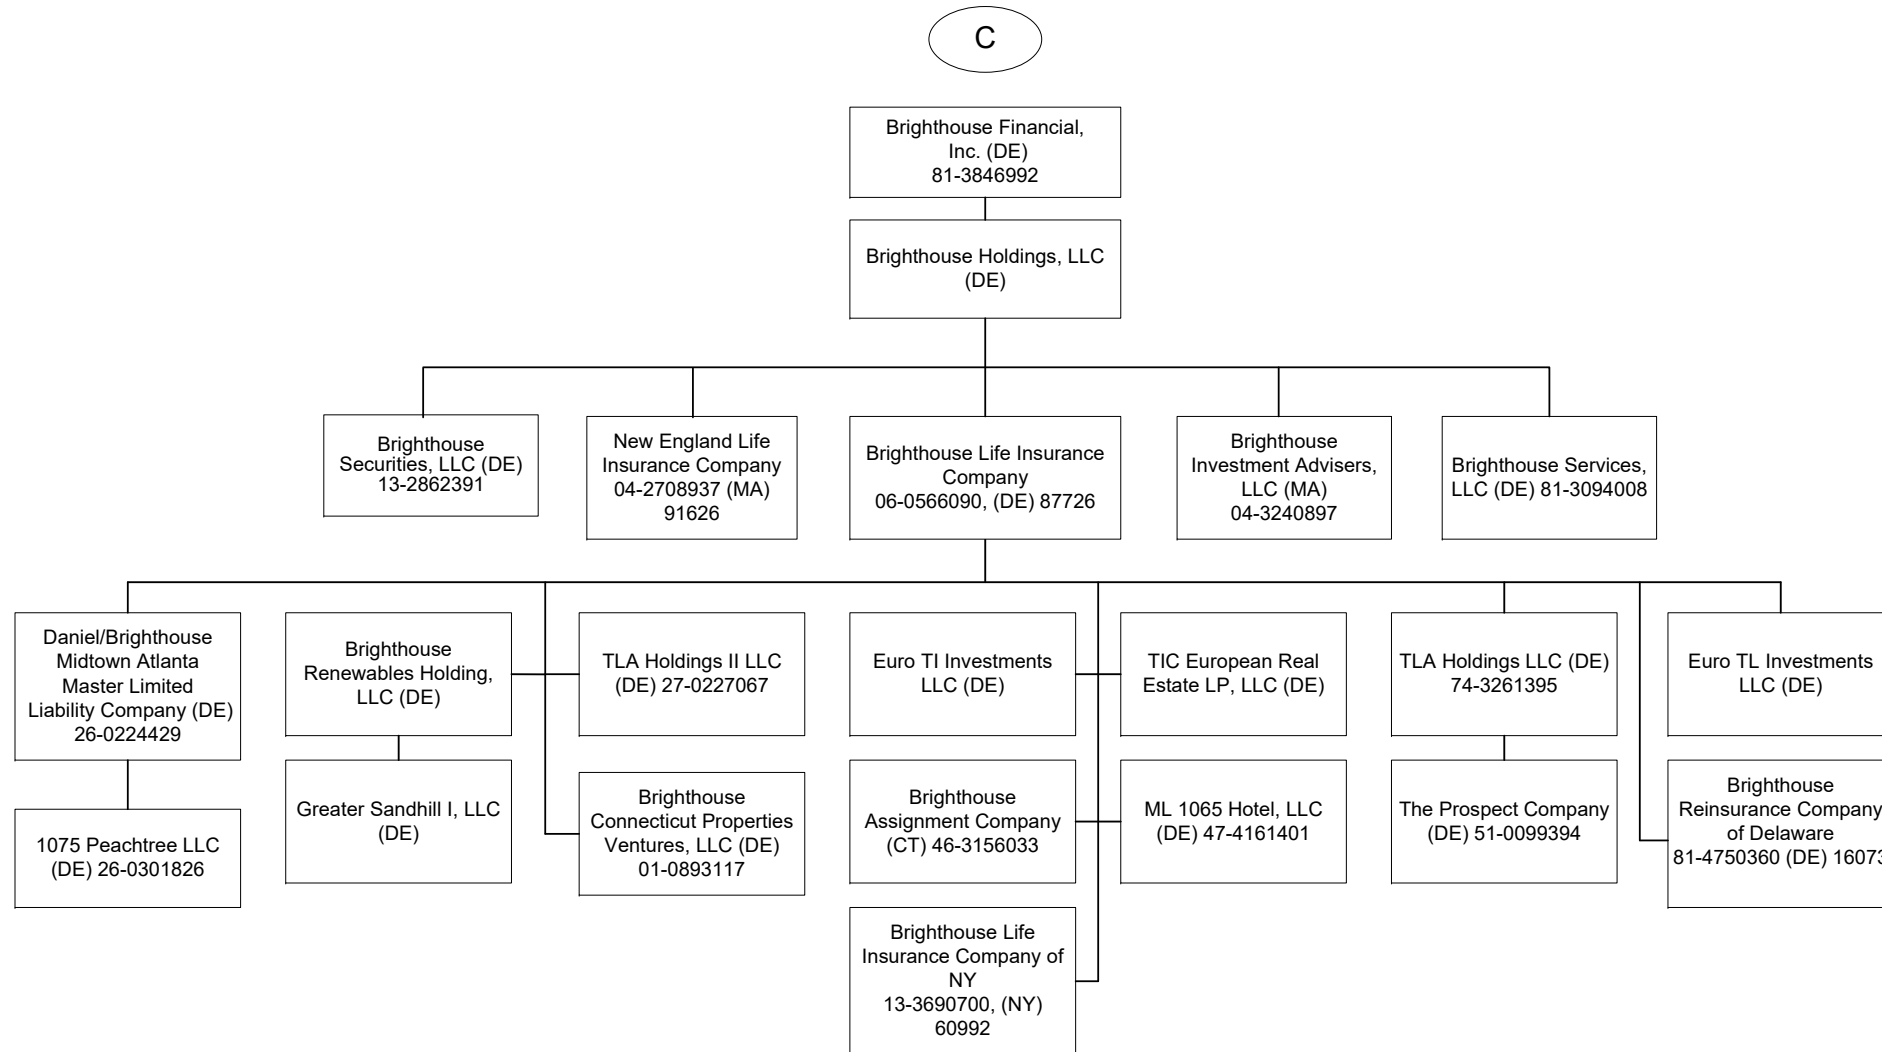 C
Brighthouse Financial,
Inc. (DE)
81-3846992
Brighthouse Holdings, LLC
(DE)
Brighthouse
Securities, LLC (DE)
13-2862391
New England Life
Insurance Company
04-2708937 (MA)
91626
Brighthouse Life Insurance
Company
06-0566090, (DE) 87726
Brighthouse
Investment Advisers,
LLC (MA)
04-3240897
Brighthouse Services,
LLC (DE) 81-3094008
Daniel/Brighthouse
Midtown Atlanta
Master Limited
Liability Company (DE)
26-0224429
Brighthouse
Renewables Holding,
LLC (DE)
TLA Holdings II LLC
(DE) 27-0227067
Euro TI Investments
LLC (DE)
TIC European Real
Estate LP, LLC (DE)
TLA Holdings LLC (DE)
74-3261395
Euro TL Investments
LLC (DE)
1075 Peachtree LLC
(DE) 26-0301826
Greater Sandhill I, LLC
(DE)
Brighthouse
Connecticut Properties
Ventures, LLC (DE)
01-0893117
Brighthouse
Assignment Company
(CT) 46-3156033
ML 1065 Hotel, LLC
(DE) 47-4161401
The Prospect Company
(DE) 51-0099394
Brighthouse
Reinsurance Company
of Delaware
81-4750360 (DE) 16073
Brighthouse Life
Insurance Company of
NY
13-3690700, (NY)
60992